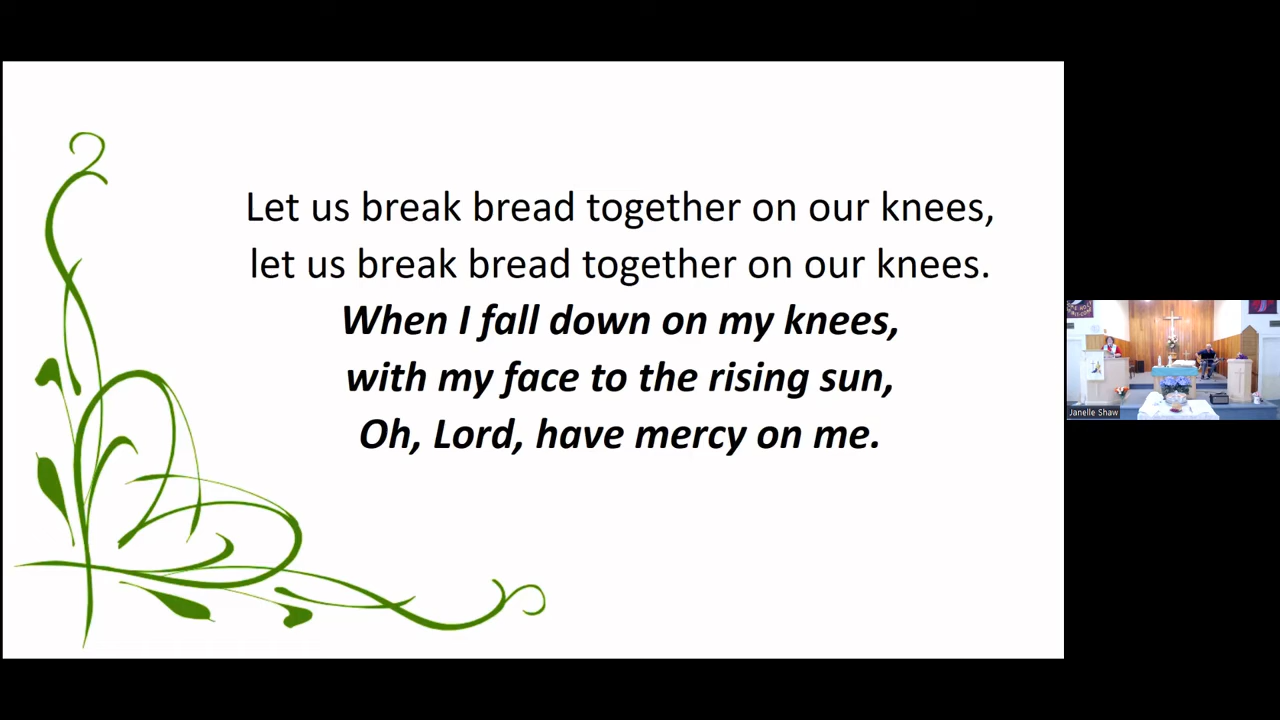 Let us break bread together on our knees,
let us break bread together on our knees.
When I fall down on my knees,
with my face to the rising sun,
Oh, Lord, have mercy on me.
Janelle Shaw